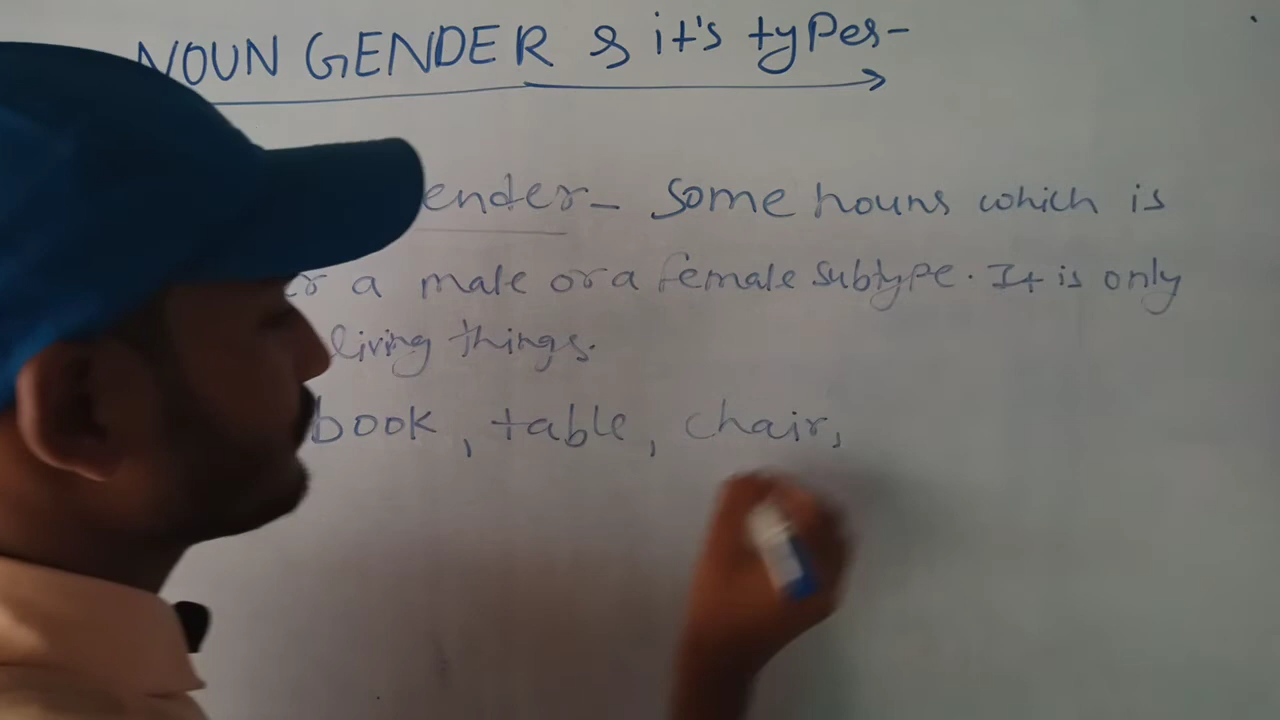 NOUN GENDER & it's types-
ender- Some nouns which is
er a male or a female subtype. It is only
living things.
book, table, chair,